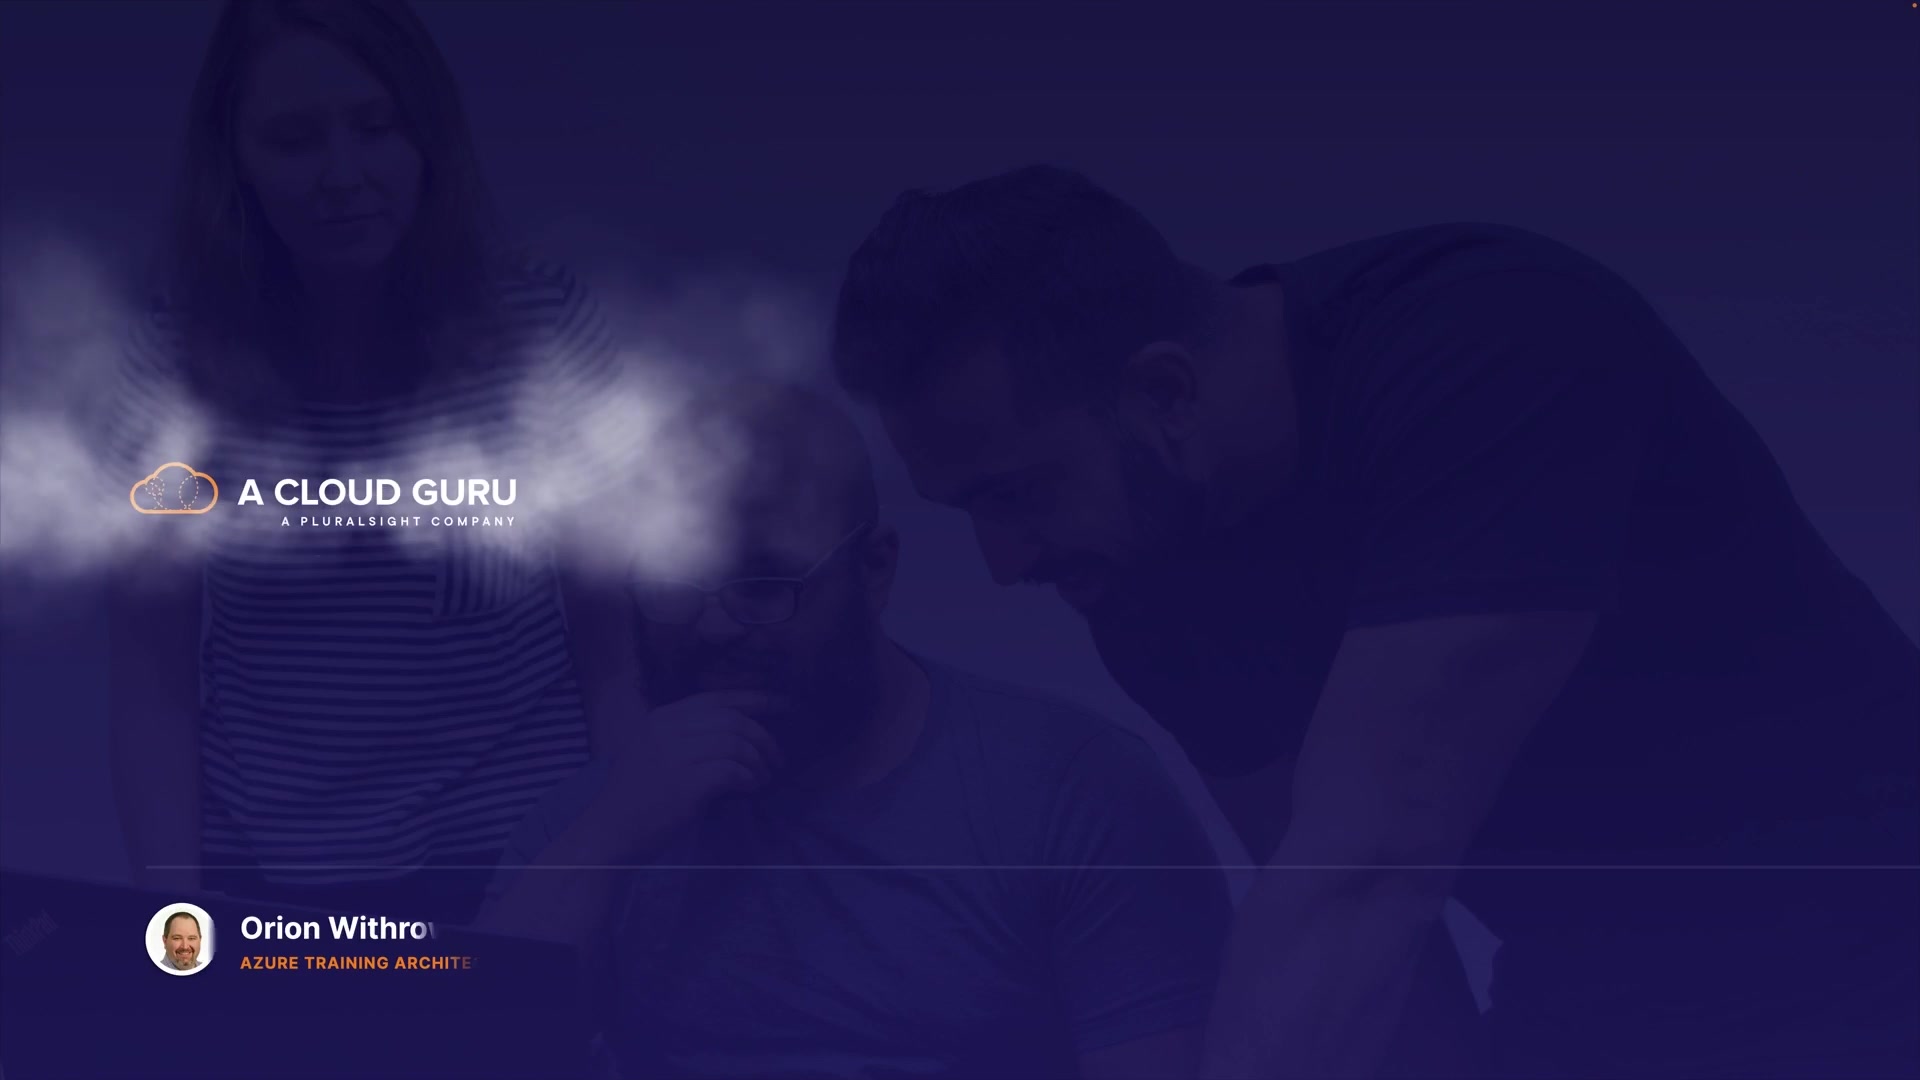 A CLOUD GURU
A PLURALSIGHT COMPANY
Orion Withro
AZURE TRAINING ARCHITE